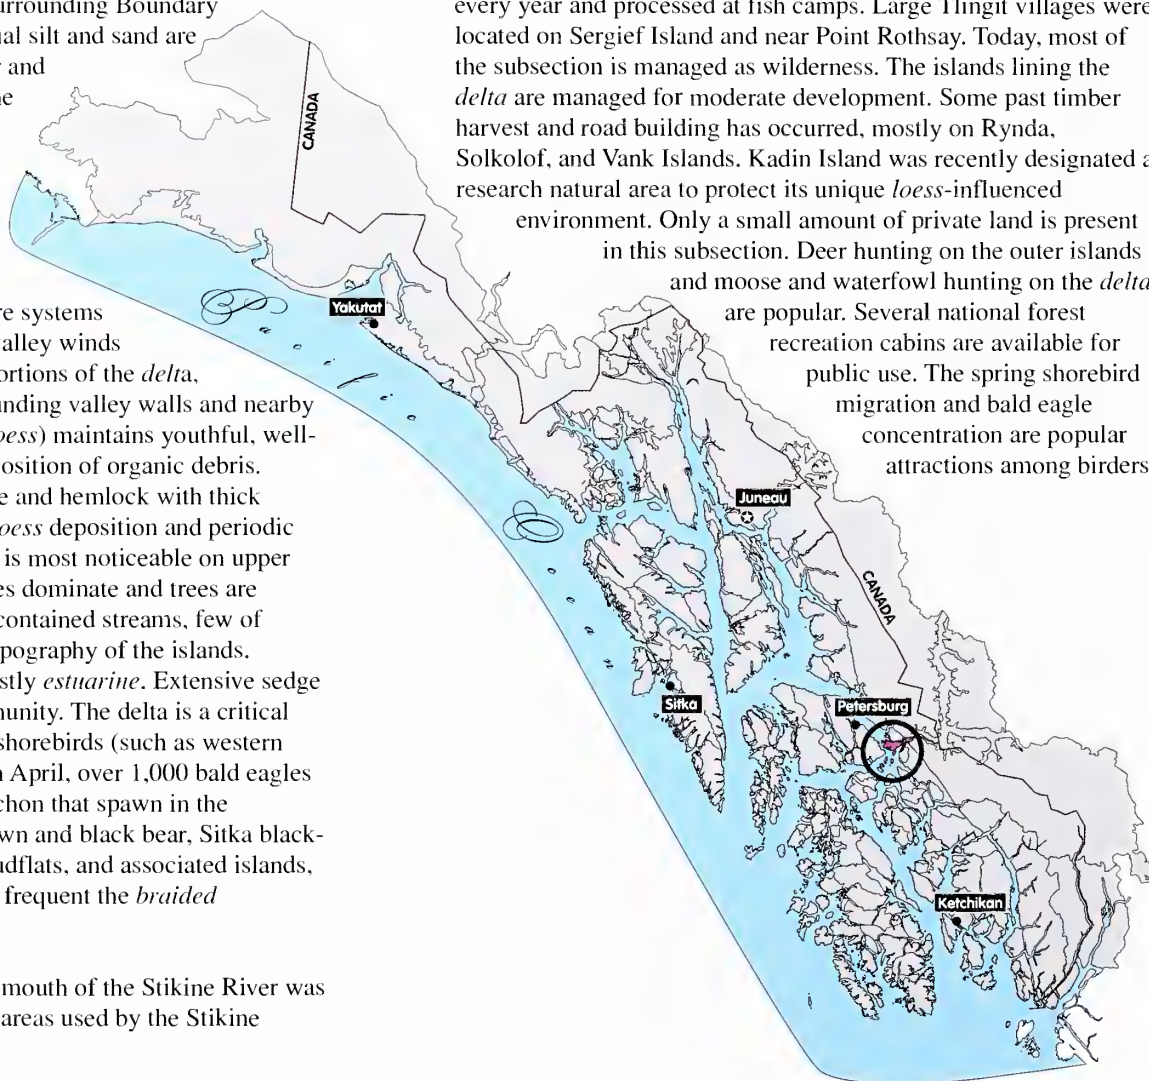 urrounding Boundary
ual silt and sand are
and
re systems
valley winds
ortions of the delta,
unding valley walls and nearby
oess) maintains youthful, well-
osition of organic debris.
e and hemlock with thick
loess deposition and periodic
is most noticeable on upper
es dominate and trees are
contained streams, few of
pography of the islands.
stly estuarine. Extensive sedge
munity. The delta is a critical
shorebirds (such as western
April, over 1,000 bald eagles
chon that spawn in the
wn and black bear, Sitka black-
udflats, and associated islands,
frequent the braided
mouth of the Stikine River was
areas used by the Stikine
every year and processed at fish camps. Large Tlingit villages were
located on Sergief Island and near Point Rothsay. Today, most of
the subsection is managed as wilderness. The islands lining the
delta are managed for moderate development. Some past timber
harvest and road building has occurred, mostly on Rynda,
Solkolof, and Vank Islands. Kadin Island was recently designated a
research natural area to protect its unique loess-influenced
environment. Only a small amount of private land is present
in this subsection. Deer hunting on the outer islands
and moose and waterfowl hunting on the delta
are popular. Several national forest
recreation cabins are available for
public use. The spring shorebird
migration and bald eagle
concentration are popular
attractions among birders
CANADA
Yakutat
Pacific
Ocean
Juneau
CANADA
Sitka
Petersburg
Ketchikan